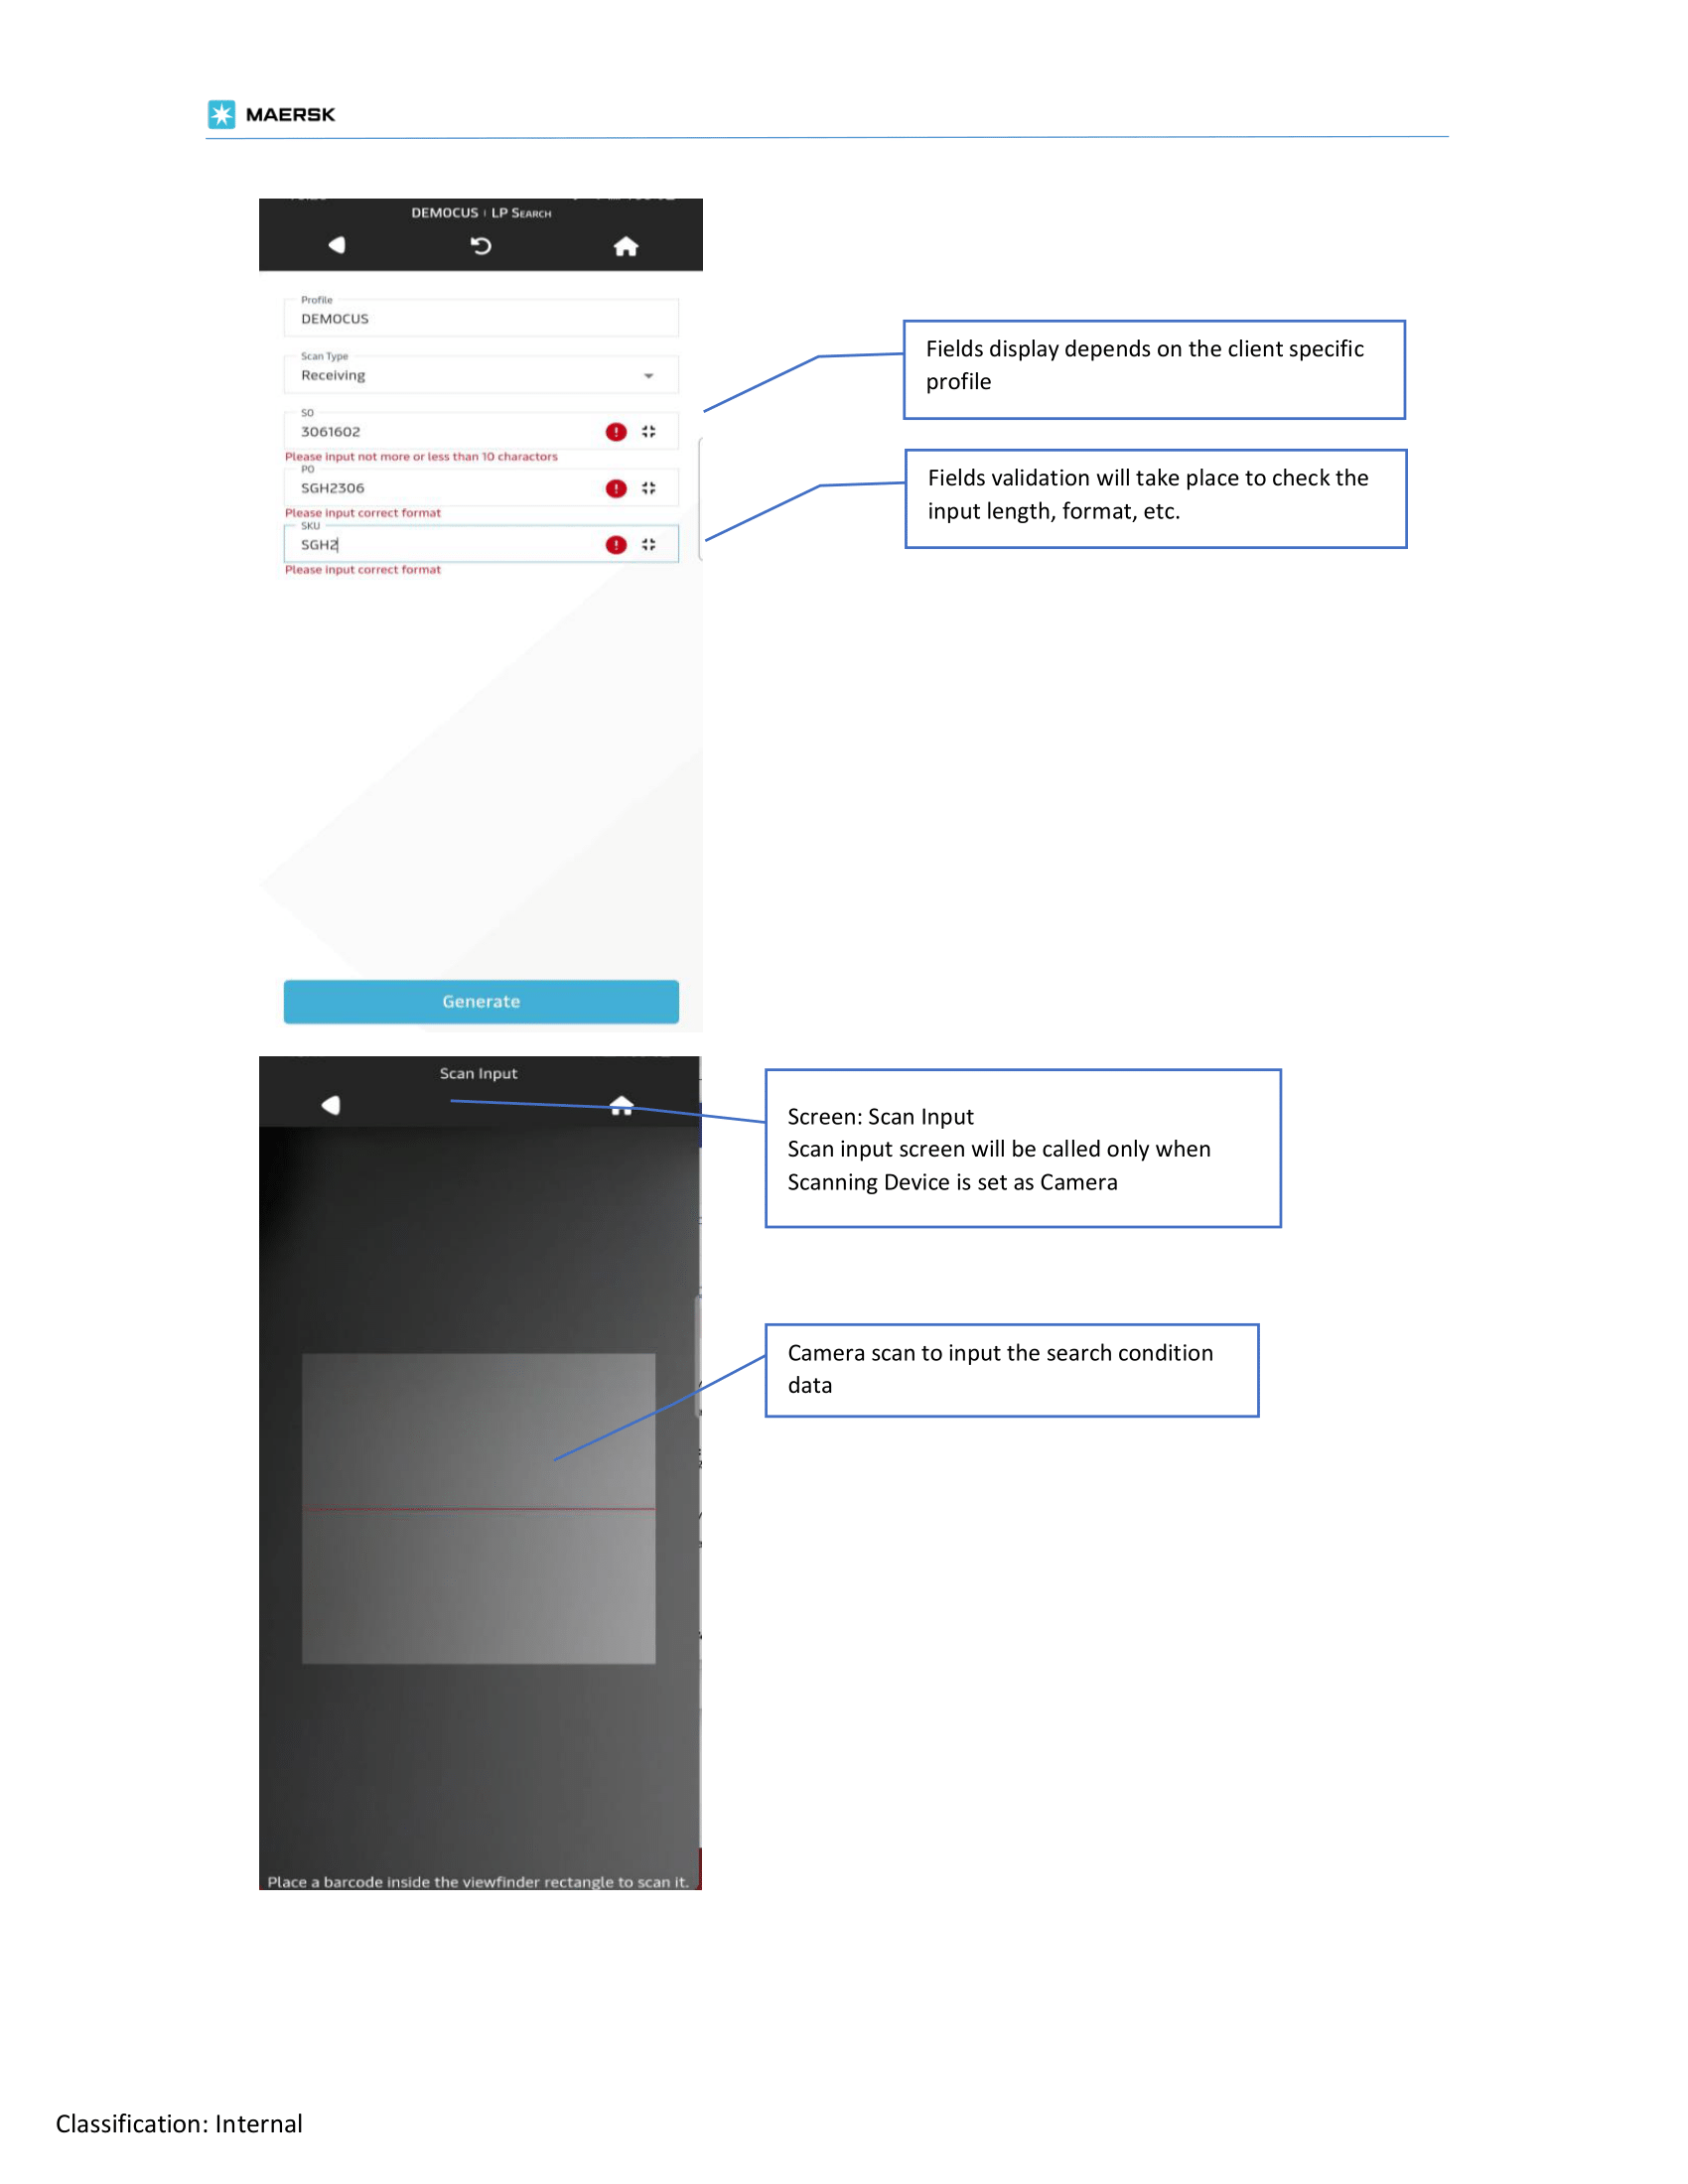 MAERSK
DEMOCUS | LP SEARCH
Profile
DEMOCUS
Scan Type
Receiving
SO
3061602
Please input not more or less than 10 charactors
PO
SGH2306
Please input correct format
SKU
SGH2
Please input correct format
Generate
Fields display depends on the client specific
profile
Fields validation will take place to check the
input length, format, etc.
Scan Input
Place a barcode inside the viewfinder rectangle to scan it.
Screen: Scan Input
Scan input screen will be called only when
Scanning Device is set as Camera
Camera scan to input the search condition
data
Classification: Internal